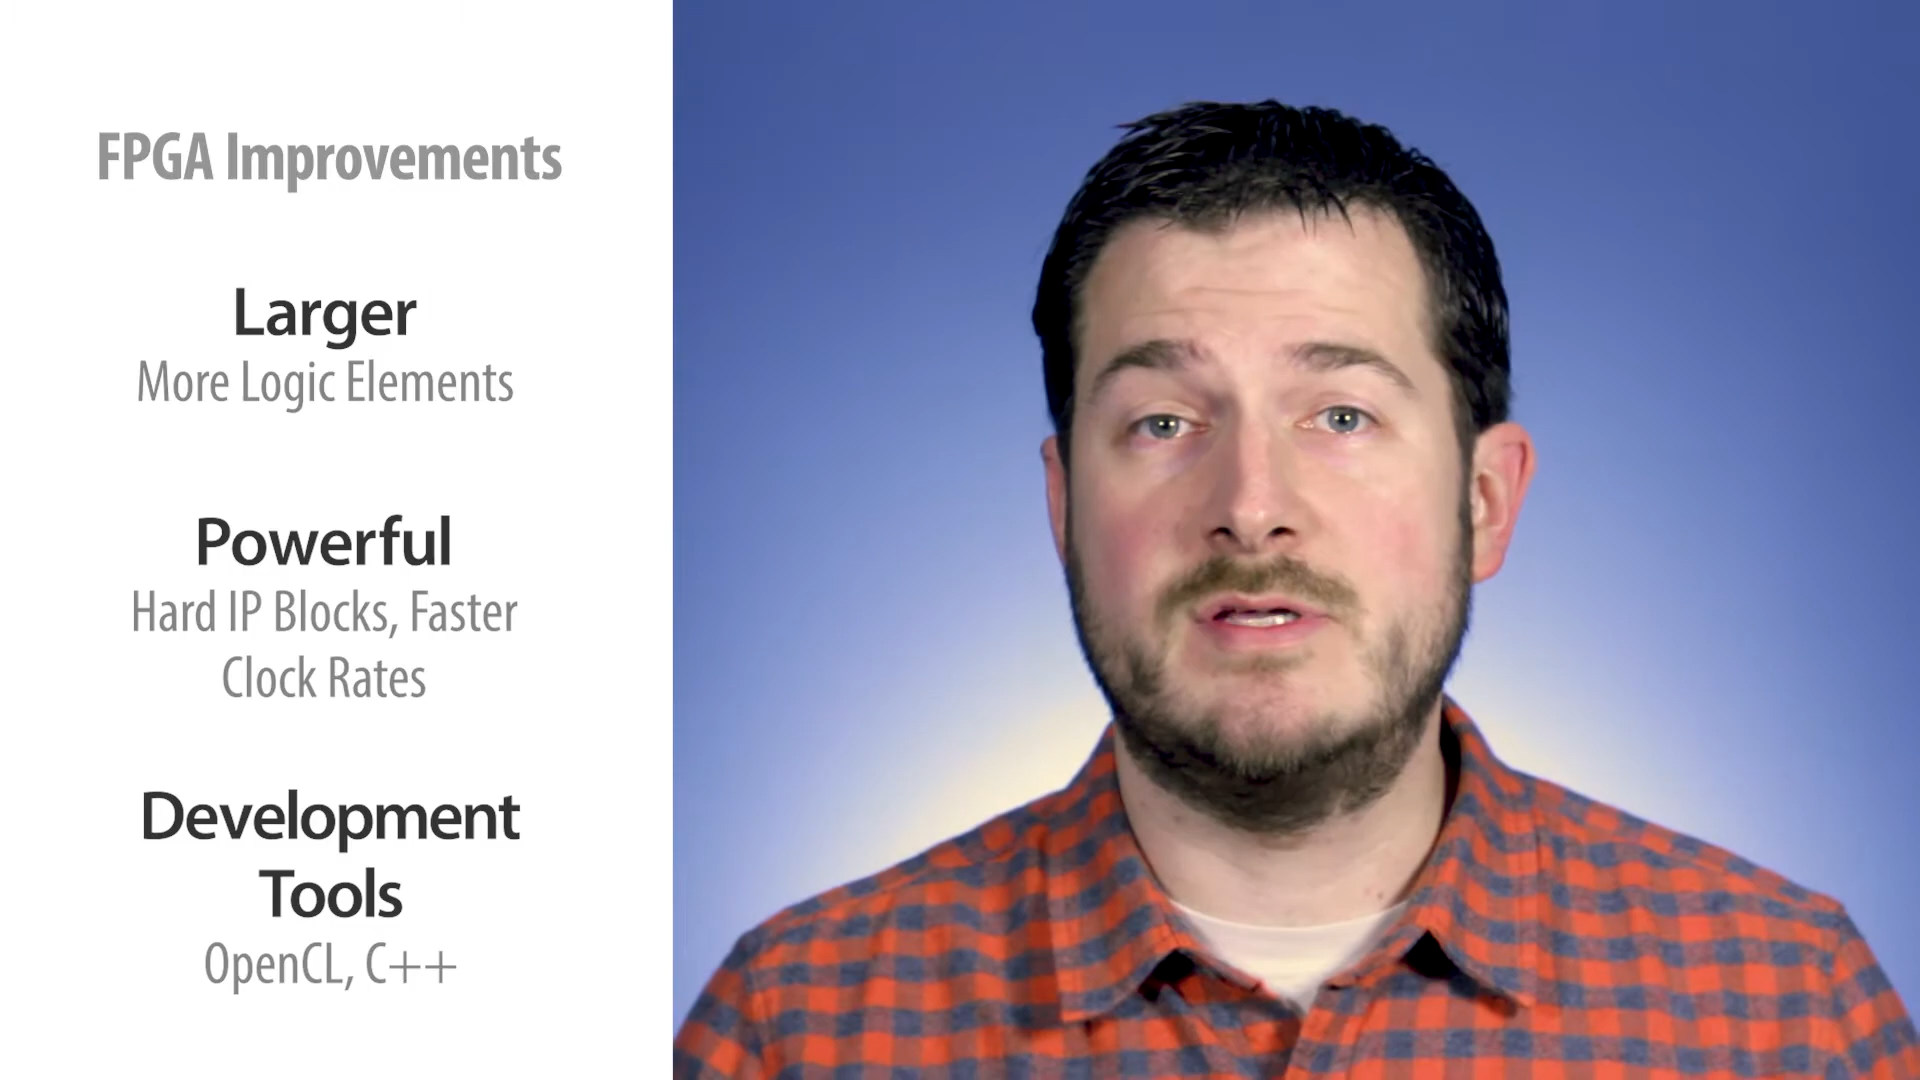 FPGA Improvements
Larger
More Logic Elements
Powerful
Hard IP Blocks, Faster
Clock Rates
Development
Tools
OpenCL, C++